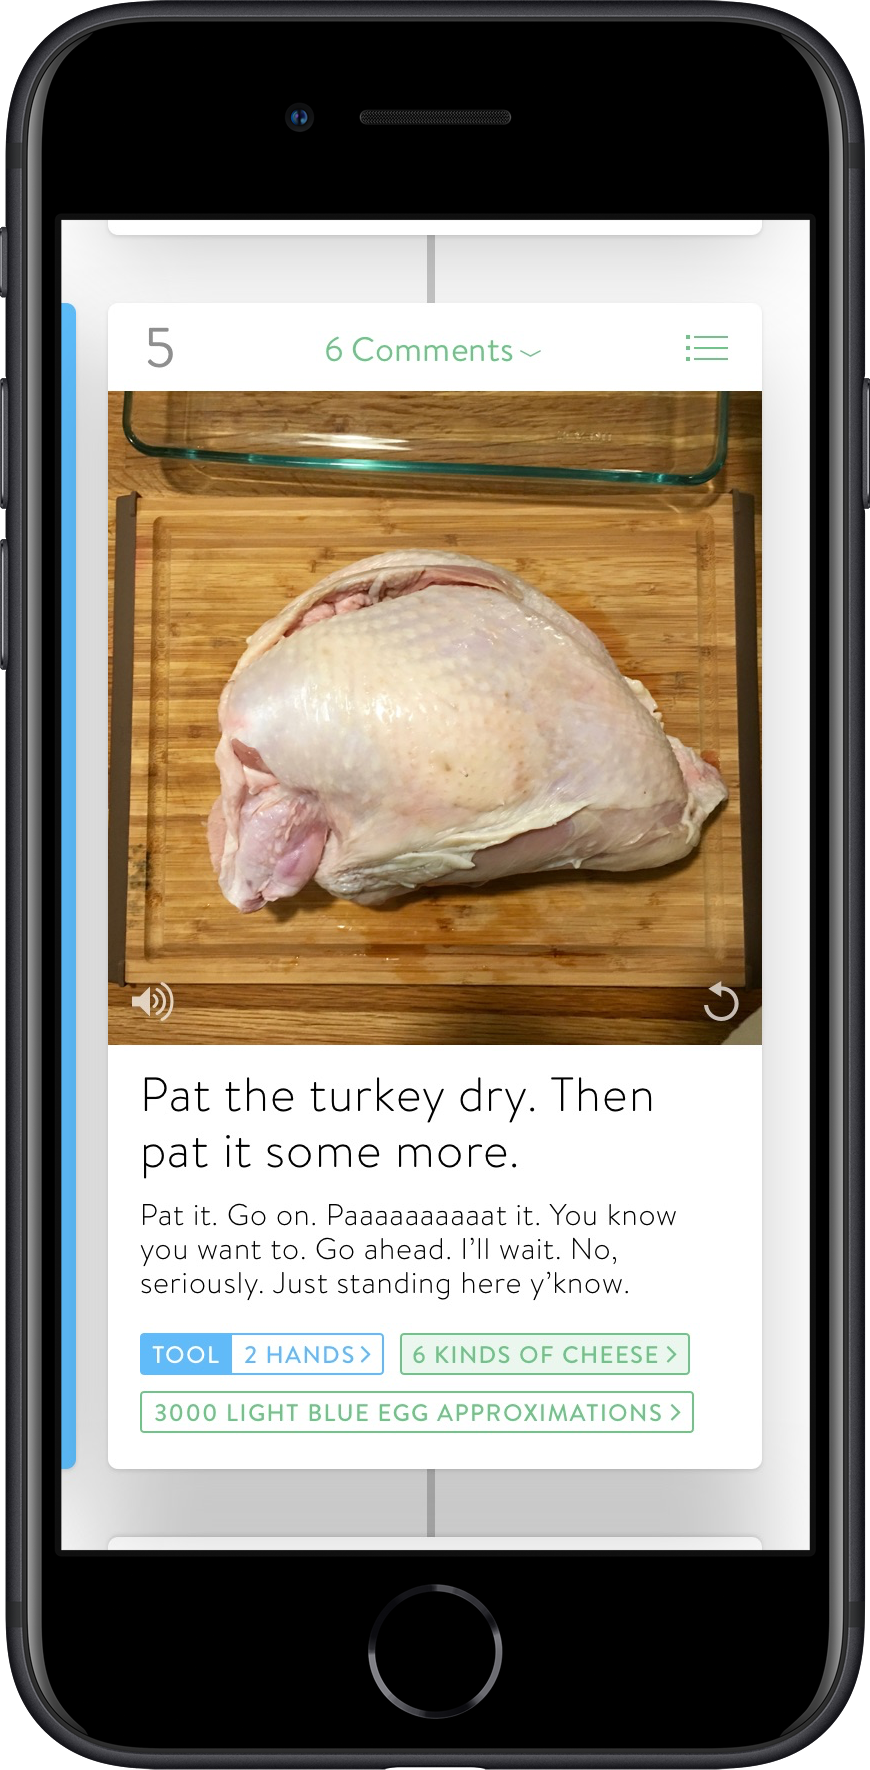 5
6 Comments
Pat the turkey dry. Then
pat it some more.
Pat it. Go on. Paaaaaaaaaat it. You know
you want to. Go ahead. I'll wait. No,
seriously. Just standing here y'know.
TOOL 2 HANDS > 6 KINDS OF CHEESE >
3000 LIGHT BLUE EGG APPROXIMATIONS >